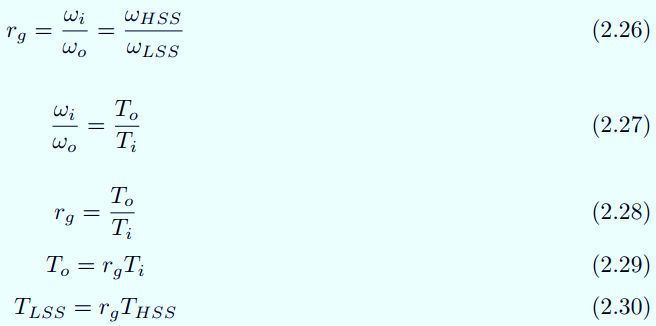 r_g = ω_i/ω_o = ω_HSS/ω_LSS (2.26)
ω_i/ω_o = T_o/T_i (2.27)
r_g = T_o/T_i (2.28)
T_o = r_g T_i (2.29)
T_LSS = r_g T_HSS (2.30)